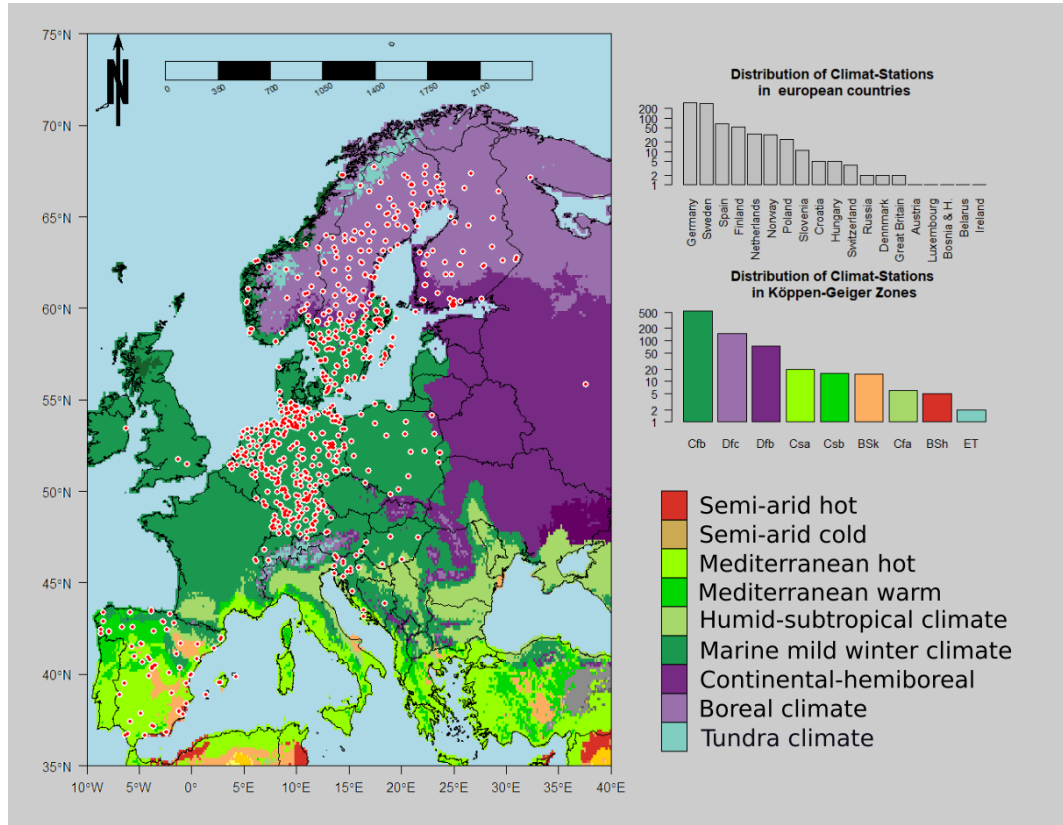 75°N
70°N
65°N
60°N
55°N
50°N
45°N
40°N
35°N
10°W
5°W
0°
5°E
10°E
15°E
20°E
25°E
30°E
35°E
40°E
N
0
350
700
1050
1400
1750
2100
Distribution of Climat-Stations
in european countries
200
100
50
20
10
5
2
1
Germany
Sweden
Spain
Finland
Netherlands
Norway
Poland
Slovenia
Croatia
Hungary
Switzerland
Russia
Dennmark
Great Britain
Austria
Luxembourg
Bosnia & H.
Belarus
Ireland
Distribution of Climat-Stations
in Köppen-Geiger Zones
500
200
100
50
20
10
5
2
1
Cfb
Dfc
Dfb
Csa
Csb
BSk
Cfa
BSh
ET
Semi-arid hot
Semi-arid cold
Mediterranean hot
Mediterranean warm
Humid-subtropical climate
Marine mild winter climate
Continental-hemiboreal
Boreal climate
Tundra climate